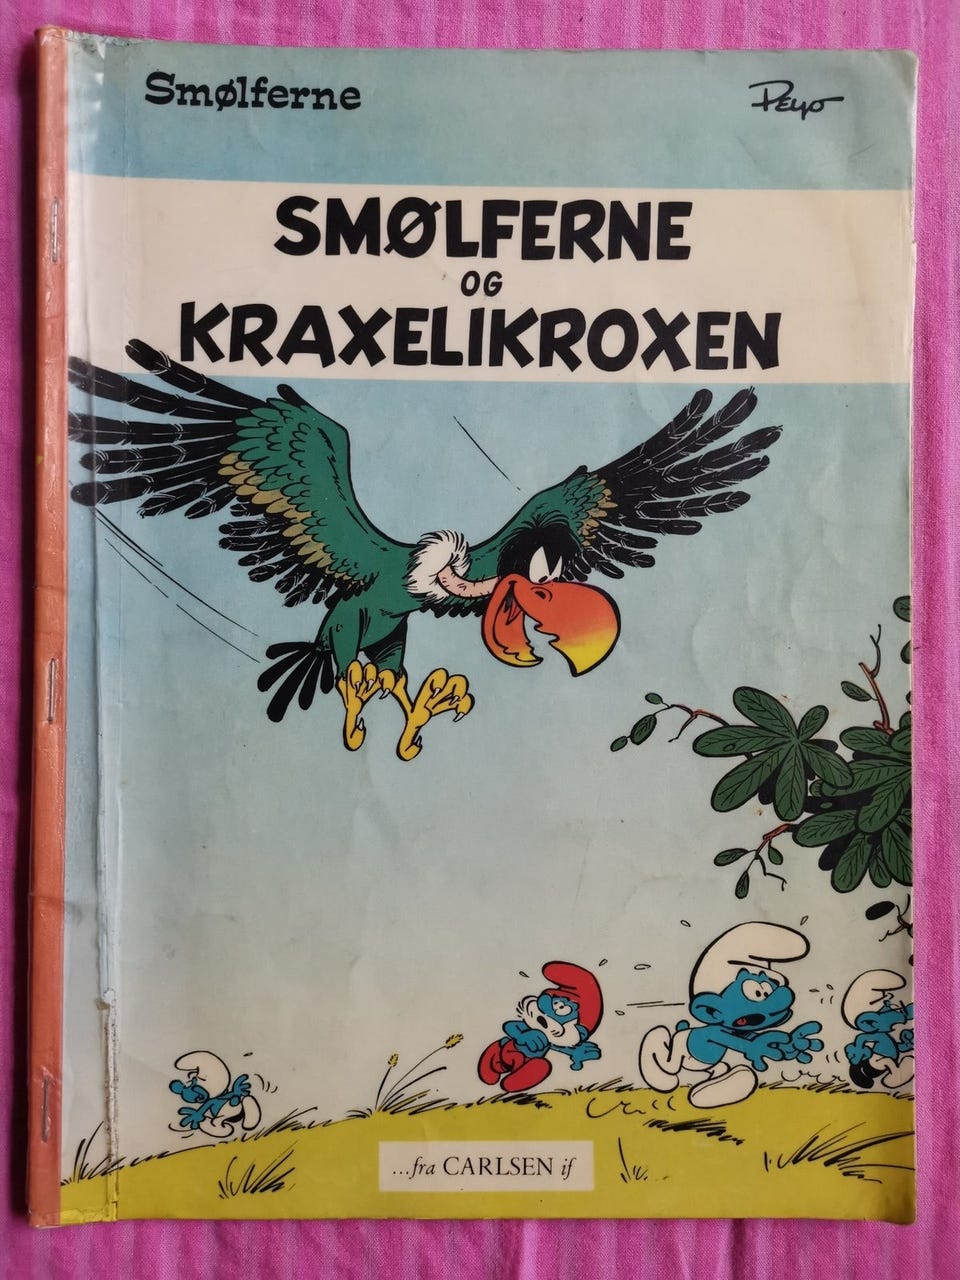 Smølferne
Peyo
SMØLFERNE
OG
KRAXELIKROXEN
...fra CARLSEN if